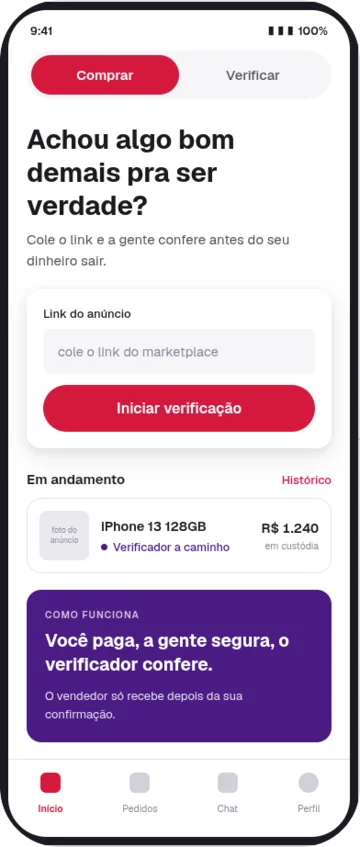 9:41
100%
Comprar
Verificar
Achou algo bom
demais pra ser
verdade?
Cole o link e a gente confere antes do seu
dinheiro sair.
Link do anúncio
cole o link do marketplace
Iniciar verificação
Em andamento
Histórico
foto do
anúncio
iPhone 13 128GB
Verificador a caminho
R$ 1.240
em custódia
COMO FUNCIONA
Você paga, a gente segura, o
verificador confere.
O vendedor só recebe depois da sua
confirmação.
Início
Pedidos
Chat
Perfil